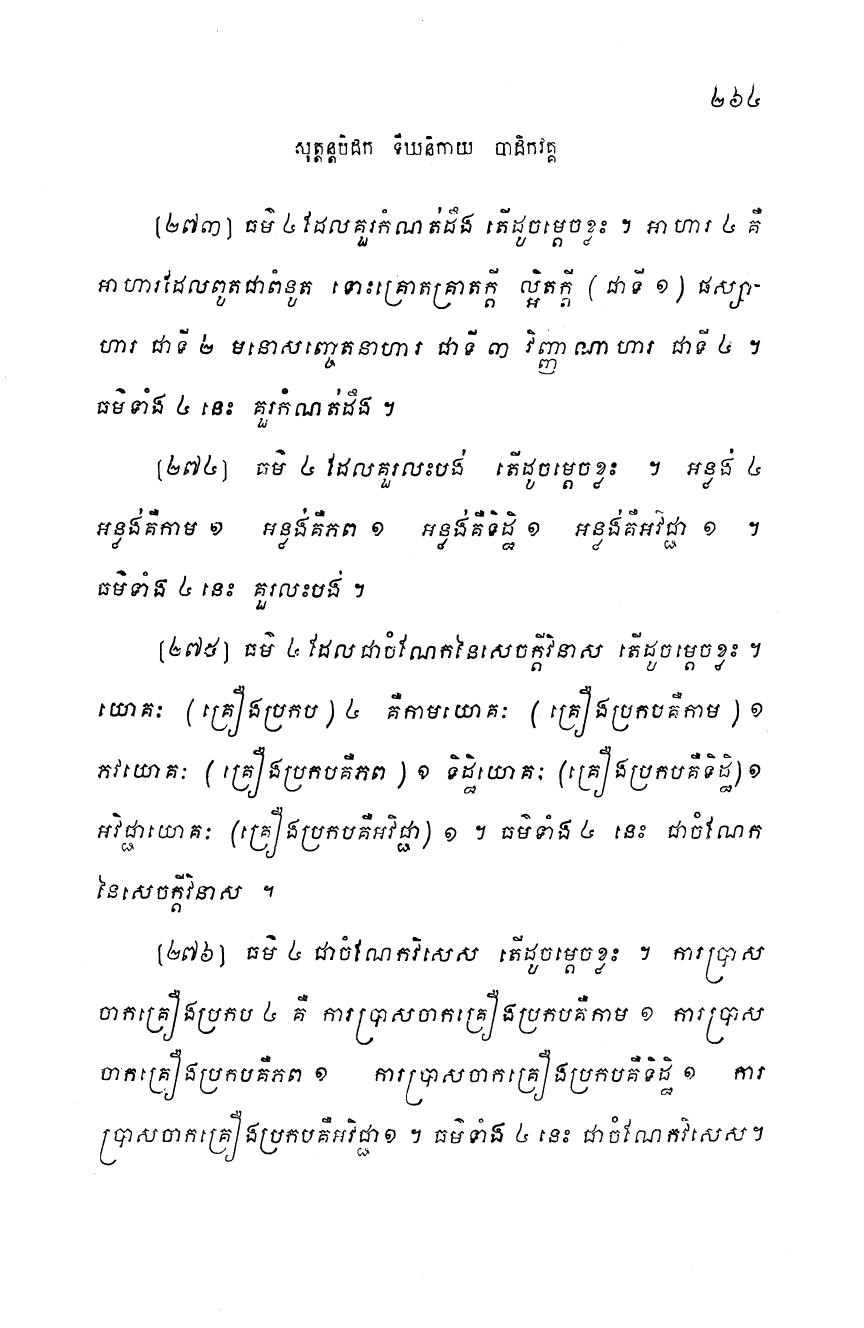 ២៦៤
សុត្តន្តបិដក ទីឃនិកាយ បាដិកវគ្គ
(២៧៣) ធម៌ ៤ ដែលគួរកំណត់ដឹង តើដូចម្តេចខ្លះ ។ អាហារ ៤ គឺ
អាហារដែលពូតជាពំនូត ទោះគ្រោតគ្រាតក្តី ល្អិតក្តី ( ជាទី ១ ) ផស្សា-
ហារ ជាទី ២ មនោសញ្ចេតនាហារ ជាទី ៣ វិញ្ញាណាហារ ជាទី ៤ ។
ធម៌ទាំង ៤ នេះ គួរកំណត់ដឹង ។
(២៧៤) ធម៌ ៤ ដែលគួរលះបង់ តើដូចម្តេចខ្លះ ។ អន្លង់ ៤
អន្លង់គឺកាម ១ អន្លង់គឺភព ១ អន្លង់គឺទិដ្ឋិ ១ អន្លង់គឺអវិជ្ជា ១ ។
ធម៌ទាំង ៤ នេះ គួរលះបង់ ។
(២៧៥) ធម៌ ៤ ដែលជាចំណែកនៃសេចក្តីវិនាស តើដូចម្តេចខ្លះ ។
យោគៈ ( គ្រឿងប្រកប ) ៤ គឺកាមយោគៈ ( គ្រឿងប្រកបគឺកាម ) ១
ភវយោគៈ ( គ្រឿងប្រកបគឺភព ) ១ ទិដ្ឋិយោគៈ (គ្រឿងប្រកបគឺទិដ្ឋិ) ១
អវិជ្ជាយោគៈ (គ្រឿងប្រកបគឺអវិជ្ជា) ១ ។ ធម៌ទាំង ៤ នេះ ជាចំណែក
នៃសេចក្តីវិនាស ។
(២៧៦) ធម៌ ៤ ជាចំណែកវិសេស តើដូចម្តេចខ្លះ ។ ការប្រាស
ចាកគ្រឿងប្រកប ៤ គឺ ការប្រាសចាកគ្រឿងប្រកបគឺកាម ១ ការប្រាស
ចាកគ្រឿងប្រកបគឺភព ១ ការប្រាសចាកគ្រឿងប្រកបគឺទិដ្ឋិ ១ ការ
ប្រាសចាកគ្រឿងប្រកបគឺអវិជ្ជា ១ ។ ធម៌ទាំង ៤ នេះ ជាចំណែកវិសេស ។